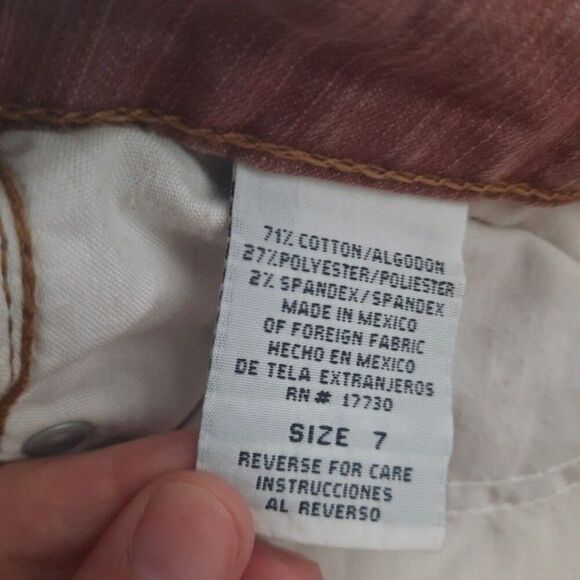 71% COTTON/ALGODON
27%POLYESTER/POLIESTER
2% SPANDEX/SPANDEX
MADE IN MEXICO
OF FOREIGN FABRIC
HECHO EN MEXICO
DE TELA EXTRANJEROS
RN# 17730
SIZE 7
REVERSE FOR CARE
INSTRUCCIONES
AL REVERSO